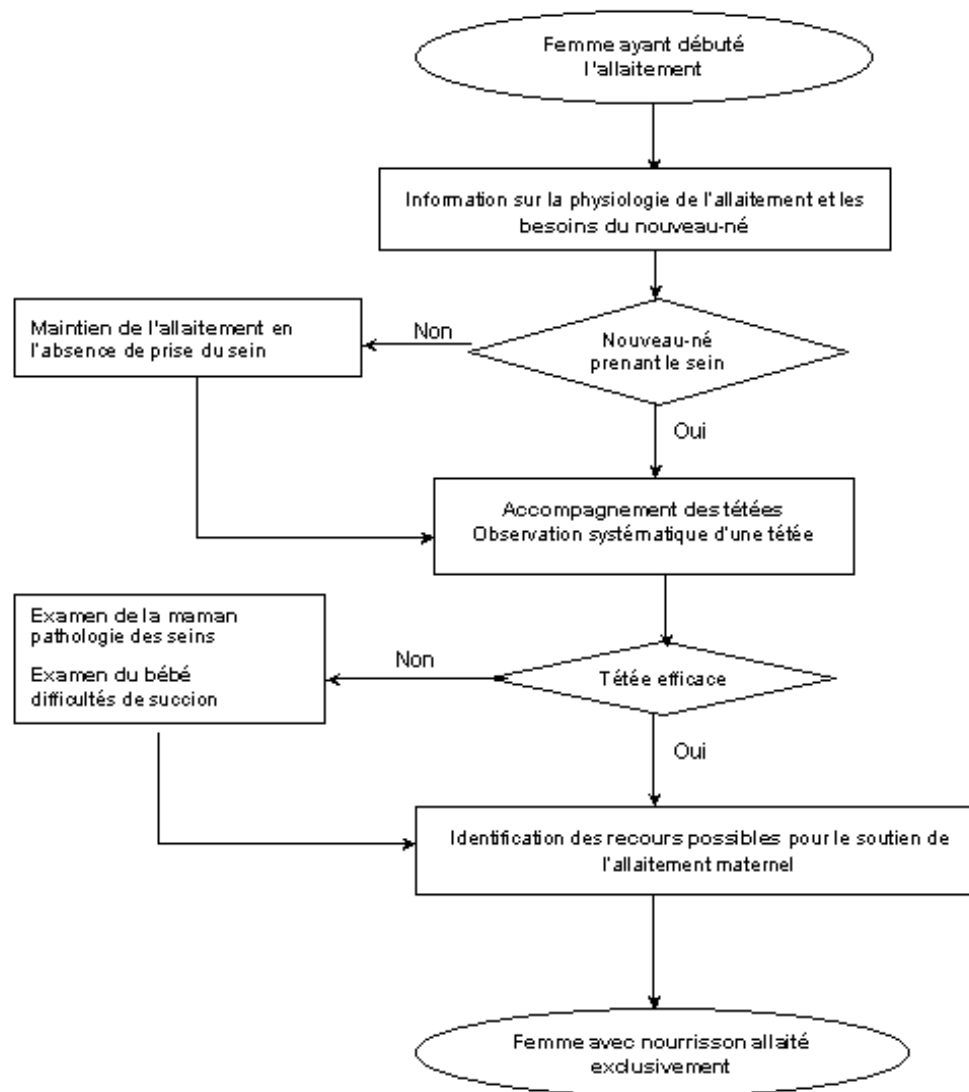 Femme ayant débuté
l'allaitement
Information sur la physiologie de l'allaitement et les
besoins du nouveau-né
Maintien de l'allaitement en
l'absence de prise du sein
Non
Nouveau-né
prenant le sein
Oui
Accompagnement des tétées
Observation systématique d'une tétée
Examen de la maman
pathologie des seins
Examen du bébé
difficultés de succion
Non
Tétée efficace
Oui
Identification des recours possibles pour le soutien de
l'allaitement maternel
Femme avec nourrisson allaité
exclusivement